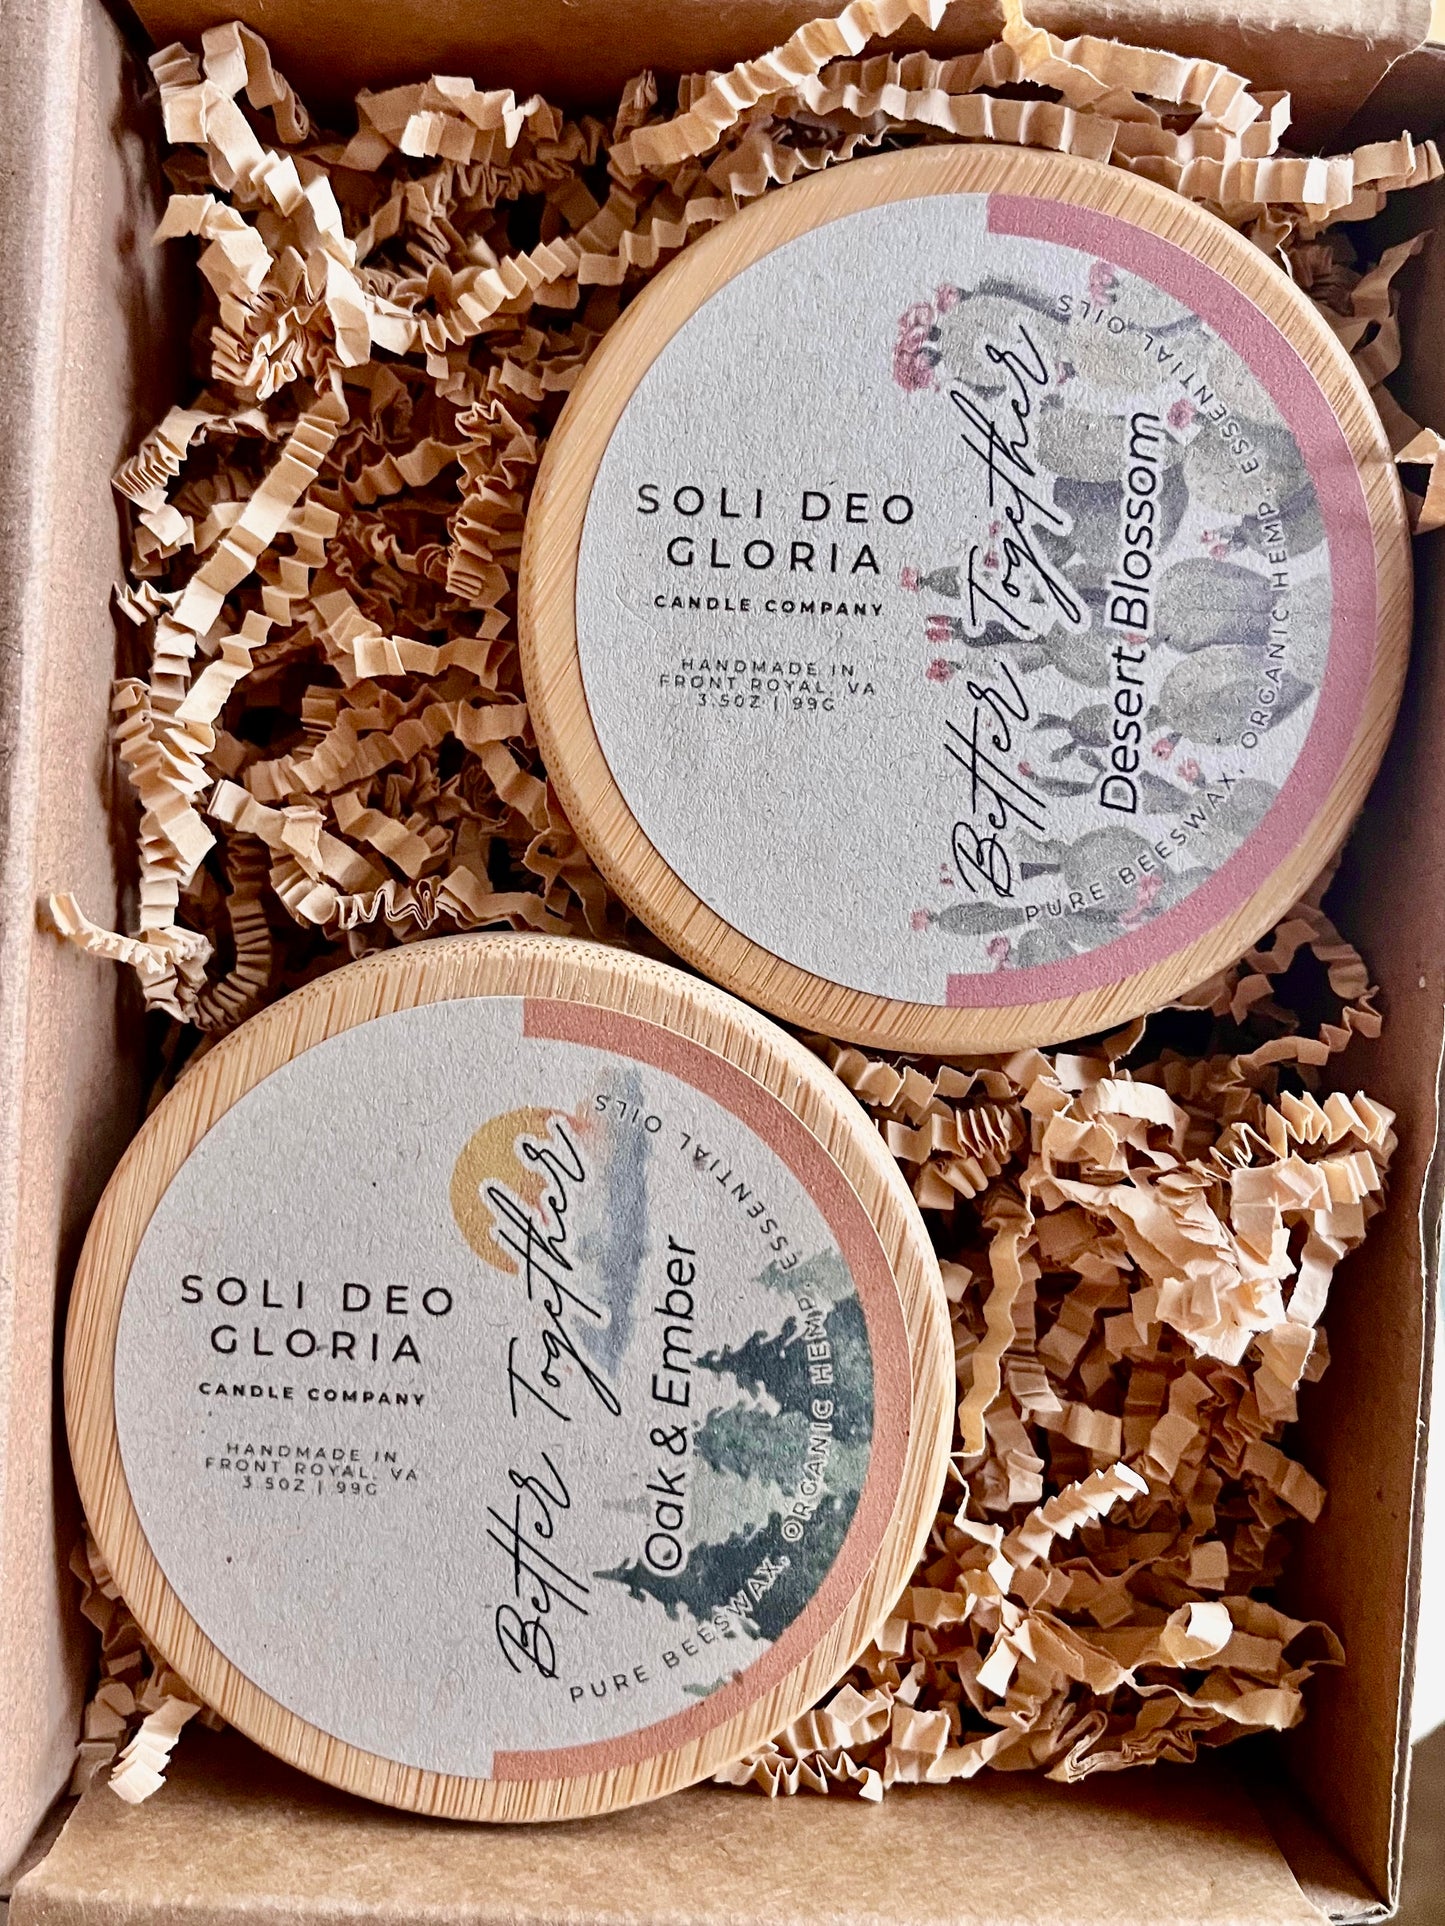 SOLI DEO
GLORIA
CANDLE COMPANY
HANDMADE IN
FRONT ROYAL, VA
3.5OZ | 99G
Better Together
Desert Blossom
PURE BEESWAX, ORGANIC HEMP, ESSENTIAL OILS
SOLI DEO
GLORIA
CANDLE COMPANY
HANDMADE IN
FRONT ROYAL, VA
3.5OZ | 99G
Better Together
Oak & Ember
PURE BEESWAX, ORGANIC HEMP, ESSENTIAL OILS